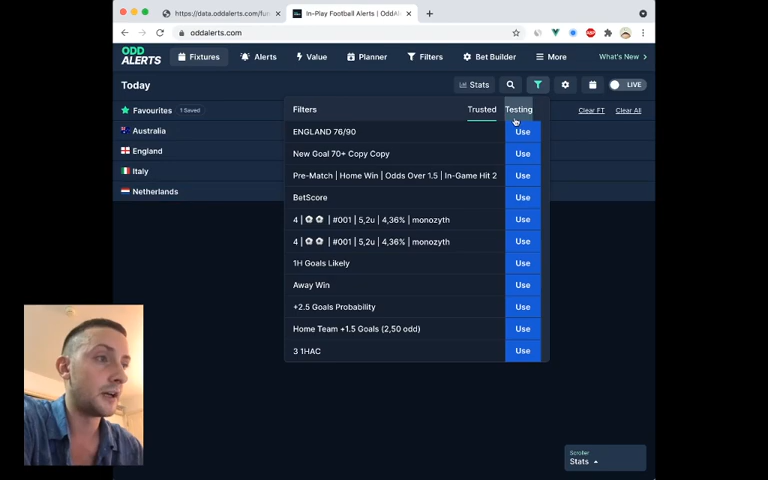 https://data.oddalerts.com/fu
In-Play Football Alerts | OddAl
oddalerts.com
ODD
ALERTS
Fixtures
Alerts
Value
Planner
Filters
Bet Builder
More
What's New
Today
Stats
LIVE
Favourites
1 Saved
Filters
Trusted
Testing
Clear FT
Clear All
Australia
England
Italy
Netherlands
ENGLAND 76/90
Use
New Goal 70+ Copy Copy
Use
Pre-Match | Home Win | Odds Over 1.5 | In-Game Hit 2
Use
BetScore
Use
4 | ⚽ ⚽ | #001 | 5,2u | 4,36% | monozyth
Use
4 | ⚽ ⚽ | #001 | 5,2u | 4,36% | monozyth
Use
1H Goals Likely
Use
Away Win
Use
+2.5 Goals Probability
Use
Home Team +1.5 Goals (2,50 odd)
Use
3 1HAC
Use
Scroller
Stats